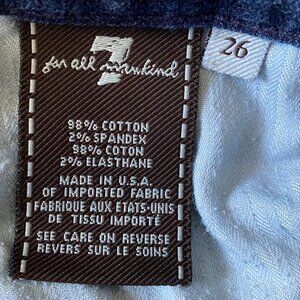 7
for all mankind
26
98% COTTON
2% SPANDEX
98% COTON
2% ELASTHANE
MADE IN U.S.A.
OF IMPORTED FABRIC
FABRIQUE AUX ETATS-UNIS
DE TISSU IMPORTÉ
SEE CARE ON REVERSE
REVERS SUR LE SOINS